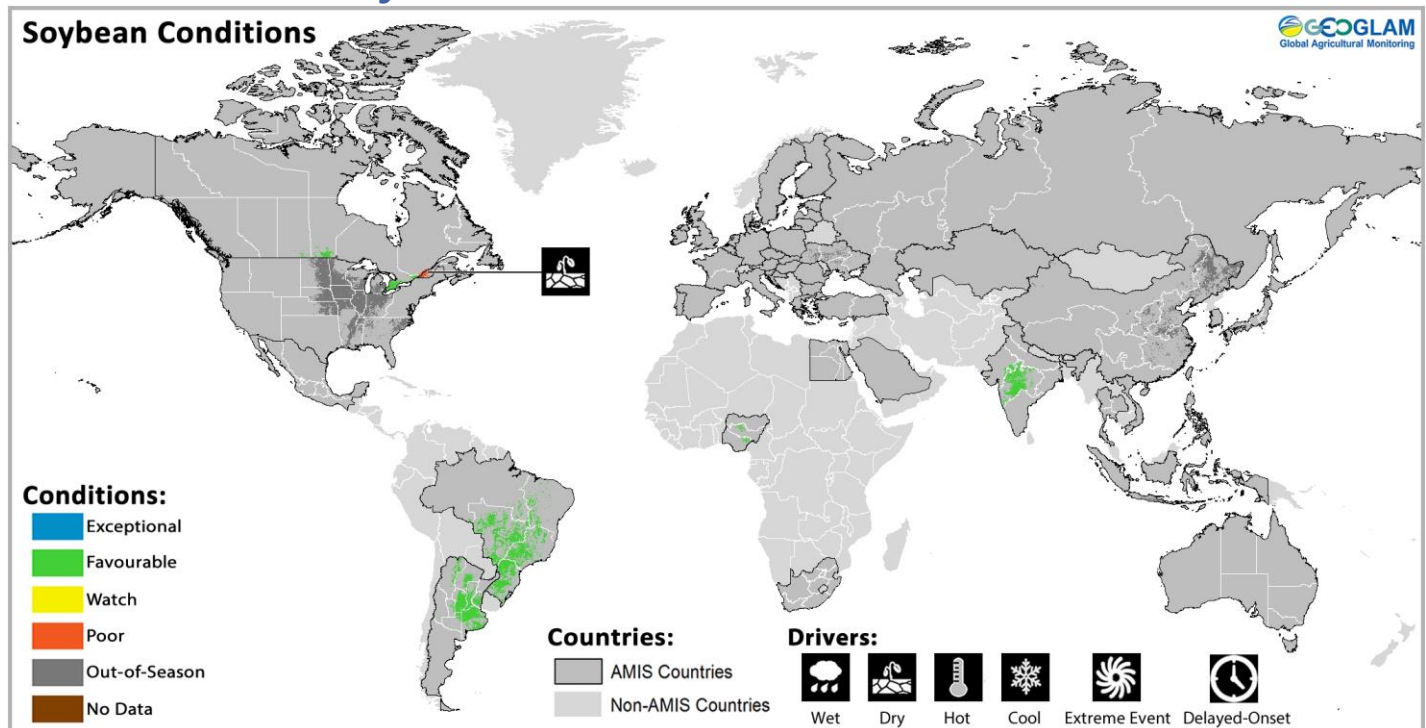 Soybean Conditions
GEOGLAM
Global Agricultural Monitoring
Conditions:
Exceptional
Favourable
Watch
Poor
Out-of-Season
No Data
Countries:
AMIS Countries
Non-AMIS Countries
Drivers:
Wet
Dry
Hot
Cool
Extreme Event
Delayed-Onset